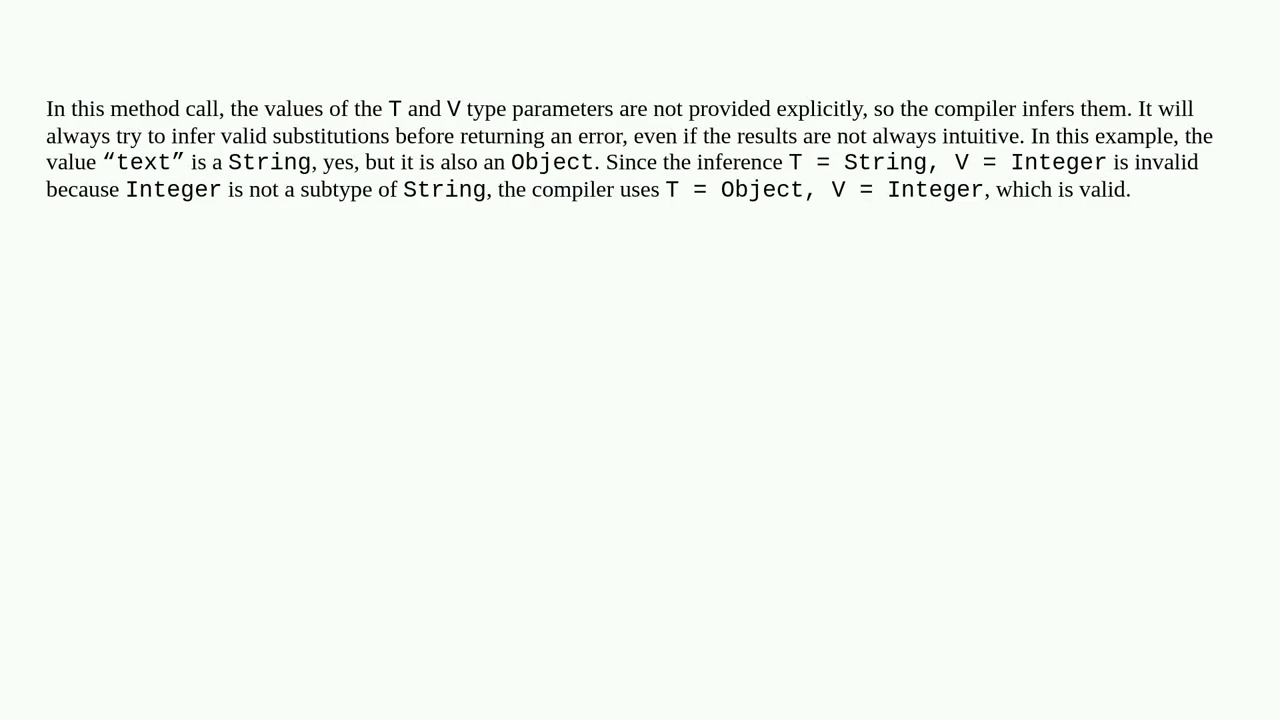 In this method call, the values of the T and V type parameters are not provided explicitly, so the compiler infers them. It will
always try to infer valid substitutions before returning an error, even if the results are not always intuitive. In this example, the
value “text” is a String, yes, but it is also an Object. Since the inference T = String, V = Integer is invalid
because Integer is not a subtype of String, the compiler uses T = Object, V = Integer, which is valid.